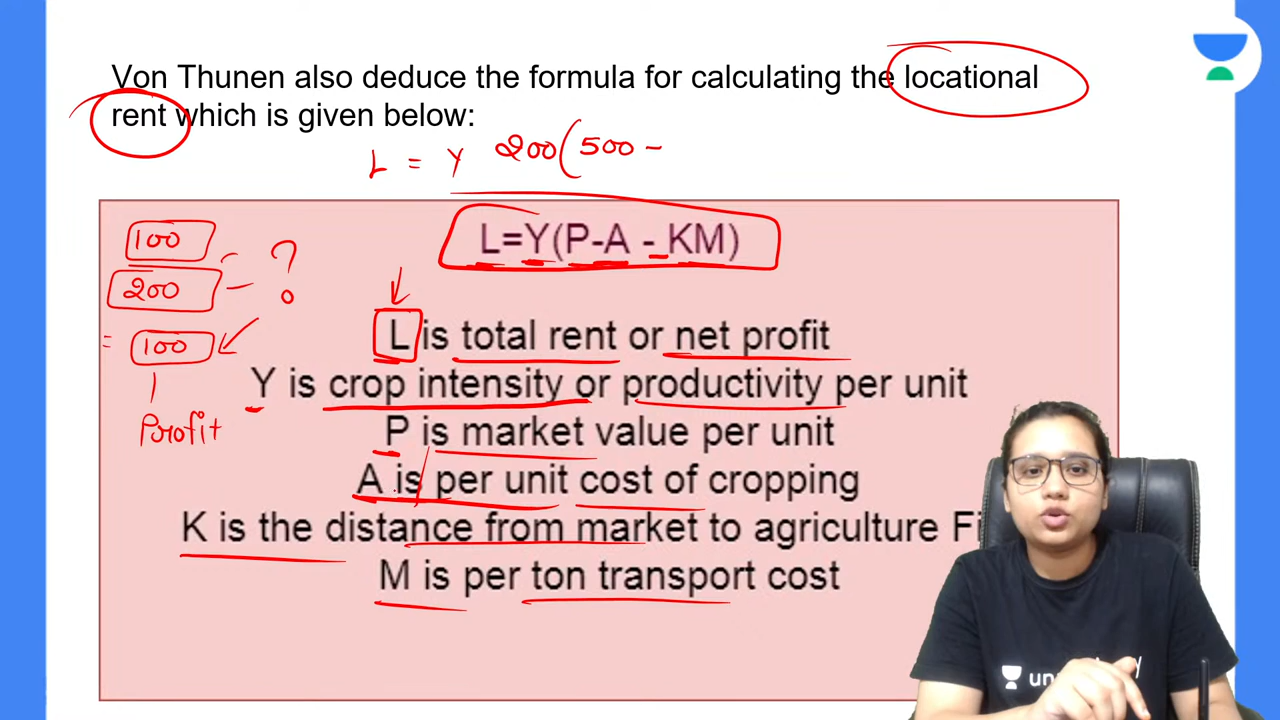 Von Thunen also deduce the formula for calculating the locational
rent which is given below:
L = Y 200(500 -
L=Y(P-A - KM)
100
200 - ?
= 100
Profit
L is total rent or net profit
Y is crop intensity or productivity per unit
P is market value per unit
A is per unit cost of cropping
K is the distance from market to agriculture Fi
M is per ton transport cost